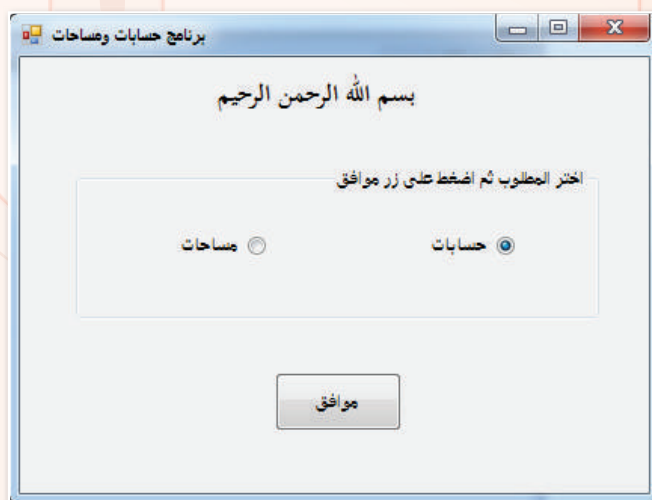 برنامج حسابات ومساحات
بسم الله الرحمن الرحيم
اختر المطلوب ثم اضغط على زر موافق
حسابات
مساحات
موافق